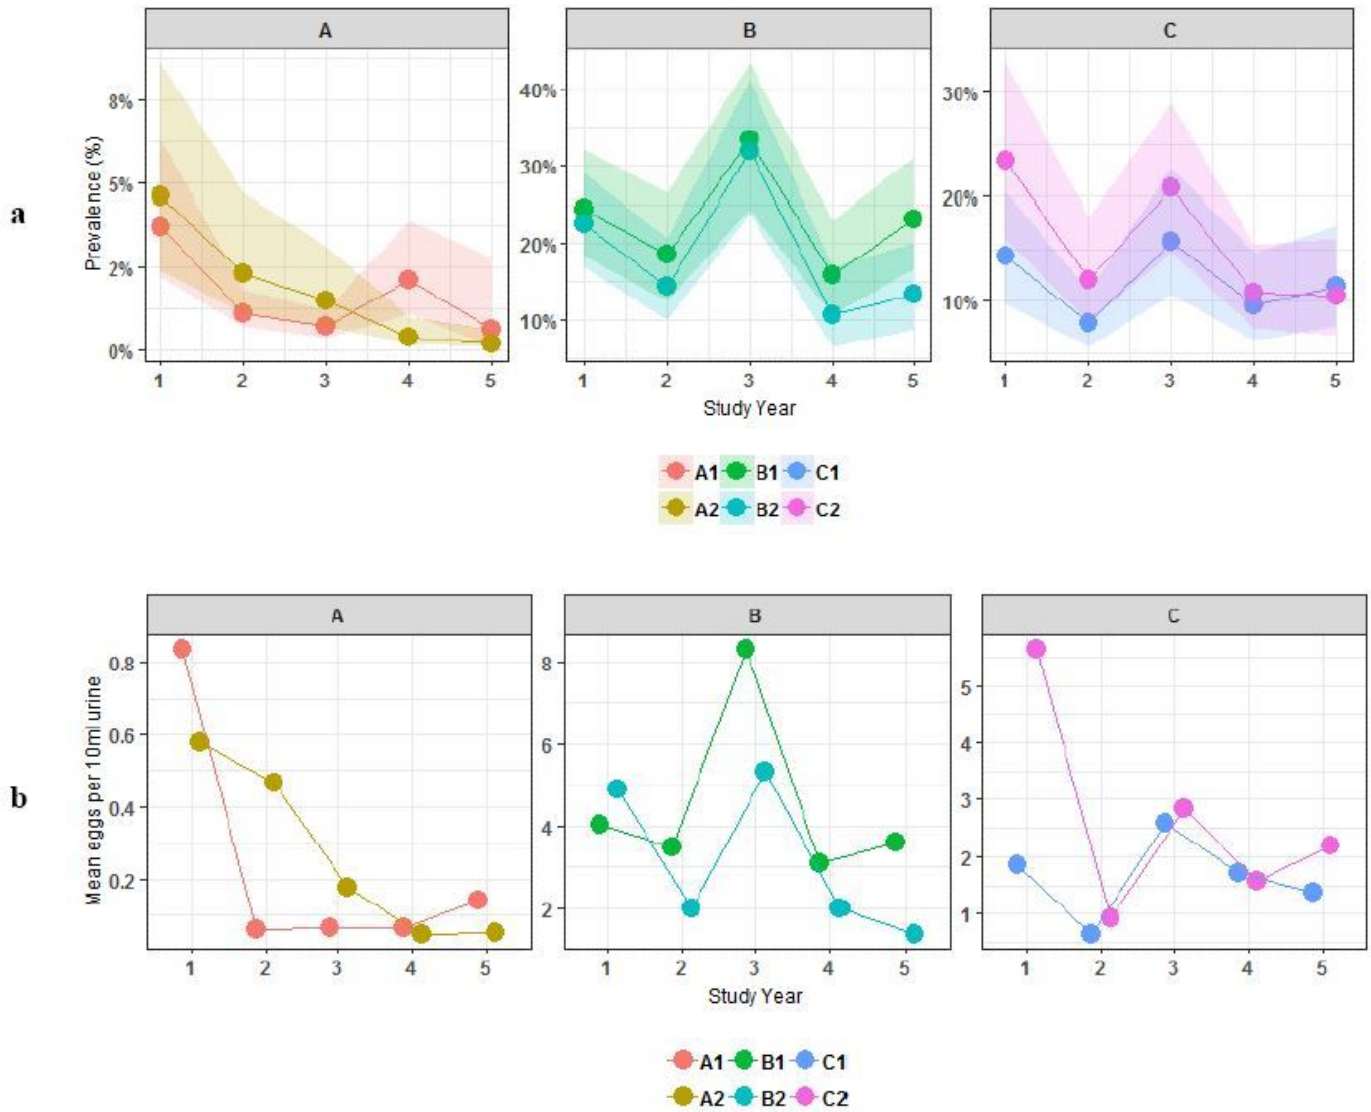 A B C
8%
5%
2%
0%
40%
30%
20%
10%
30%
20%
10%
Prevalence (%)
a
1 2 3 4 5 1 2 3 4 5 1 2 3 4 5
Study Year
A1 B1 C1
A2 B2 C2
A B C
0.8
0.6
0.4
0.2
8
6
4
2
5
4
3
2
1
Mean eggs per 10ml urine
b
1 2 3 4 5 1 2 3 4 5 1 2 3 4 5
Study Year
A1 B1 C1
A2 B2 C2